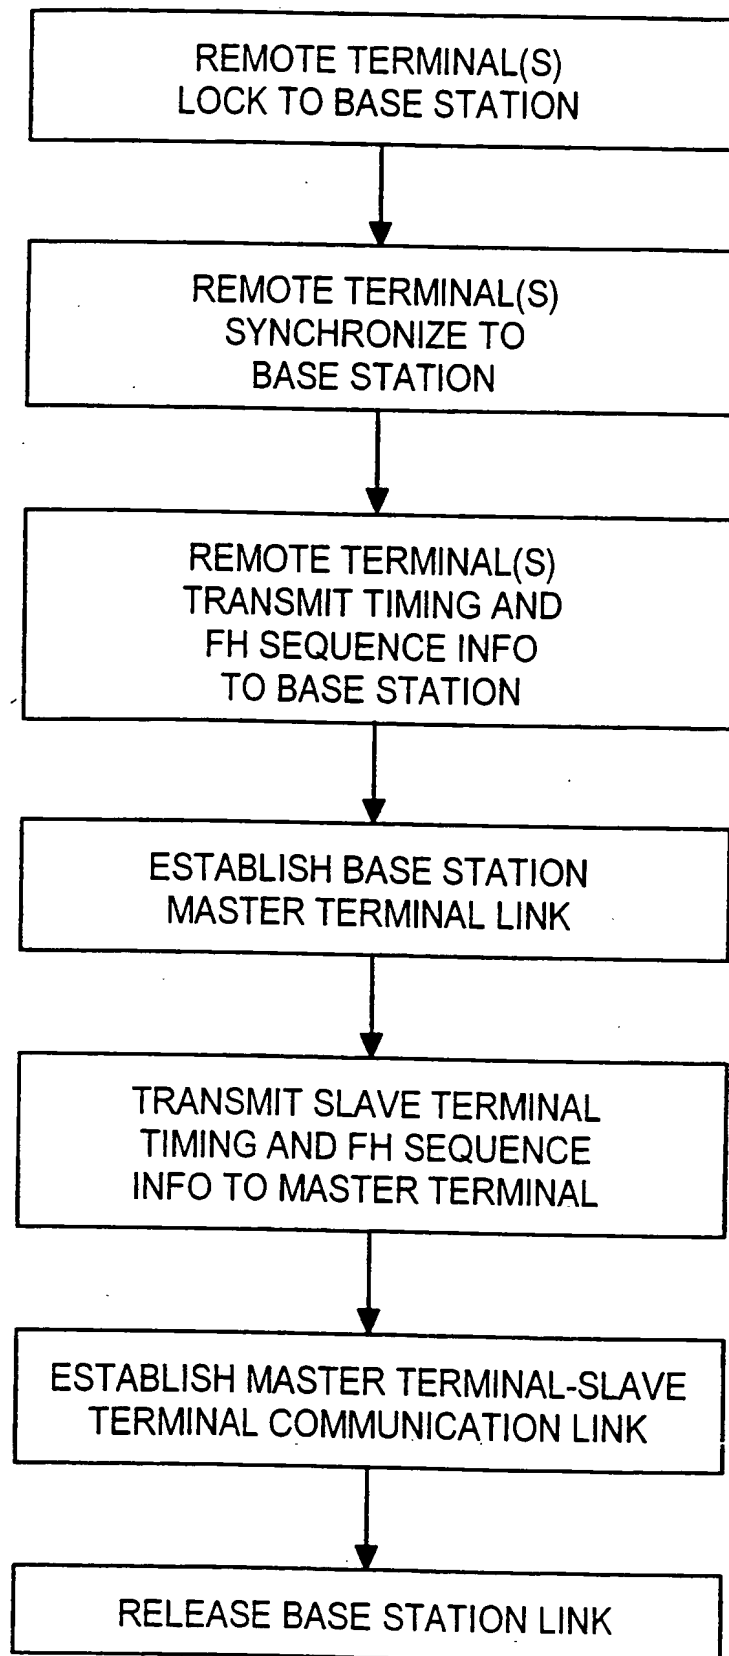 REMOTE TERMINAL(S)
LOCK TO BASE STATION
REMOTE TERMINAL(S)
SYNCHRONIZE TO
BASE STATION
REMOTE TERMINAL(S)
TRANSMIT TIMING AND
FH SEQUENCE INFO
TO BASE STATION
ESTABLISH BASE STATION
MASTER TERMINAL LINK
TRANSMIT SLAVE TERMINAL
TIMING AND FH SEQUENCE
INFO TO MASTER TERMINAL
ESTABLISH MASTER TERMINAL-SLAVE
TERMINAL COMMUNICATION LINK
RELEASE BASE STATION LINK